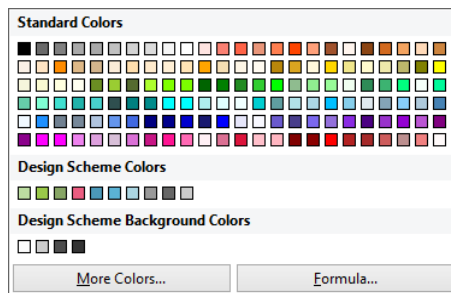 Standard Colors
Design Scheme Colors
Design Scheme Background Colors
More Colors...
Formula...